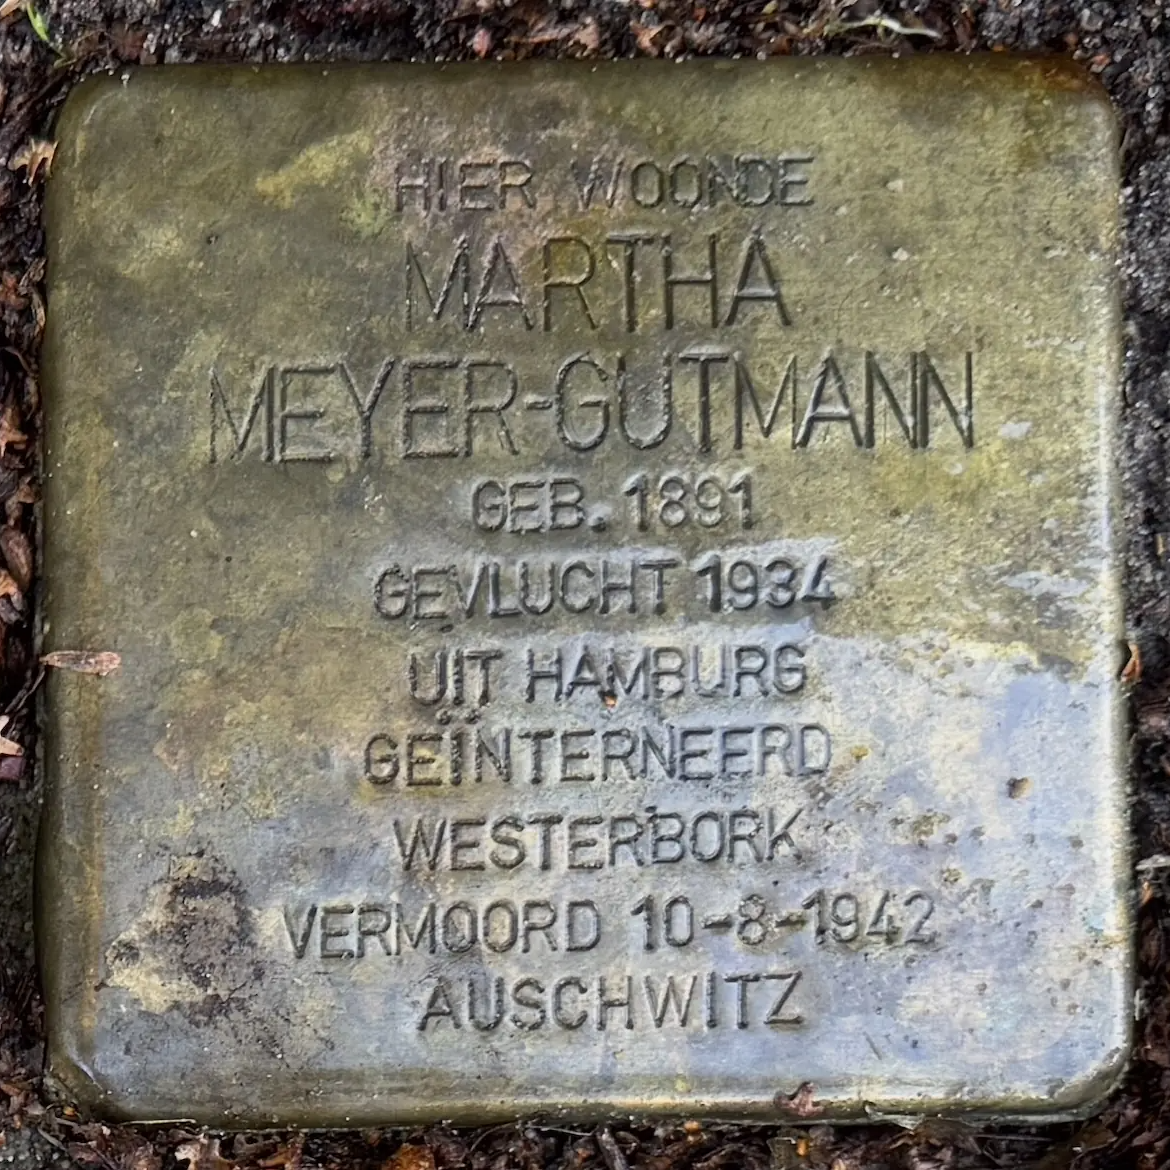 HIER WOONDE
MARTHA
MEYER-GUTMANN
GEB. 1891
GEVLUCHT 1934
UIT HAMBURG
GEÏNTERNEERD
WESTERBORK
VERMOORD 10-8-1942
AUSCHWITZ